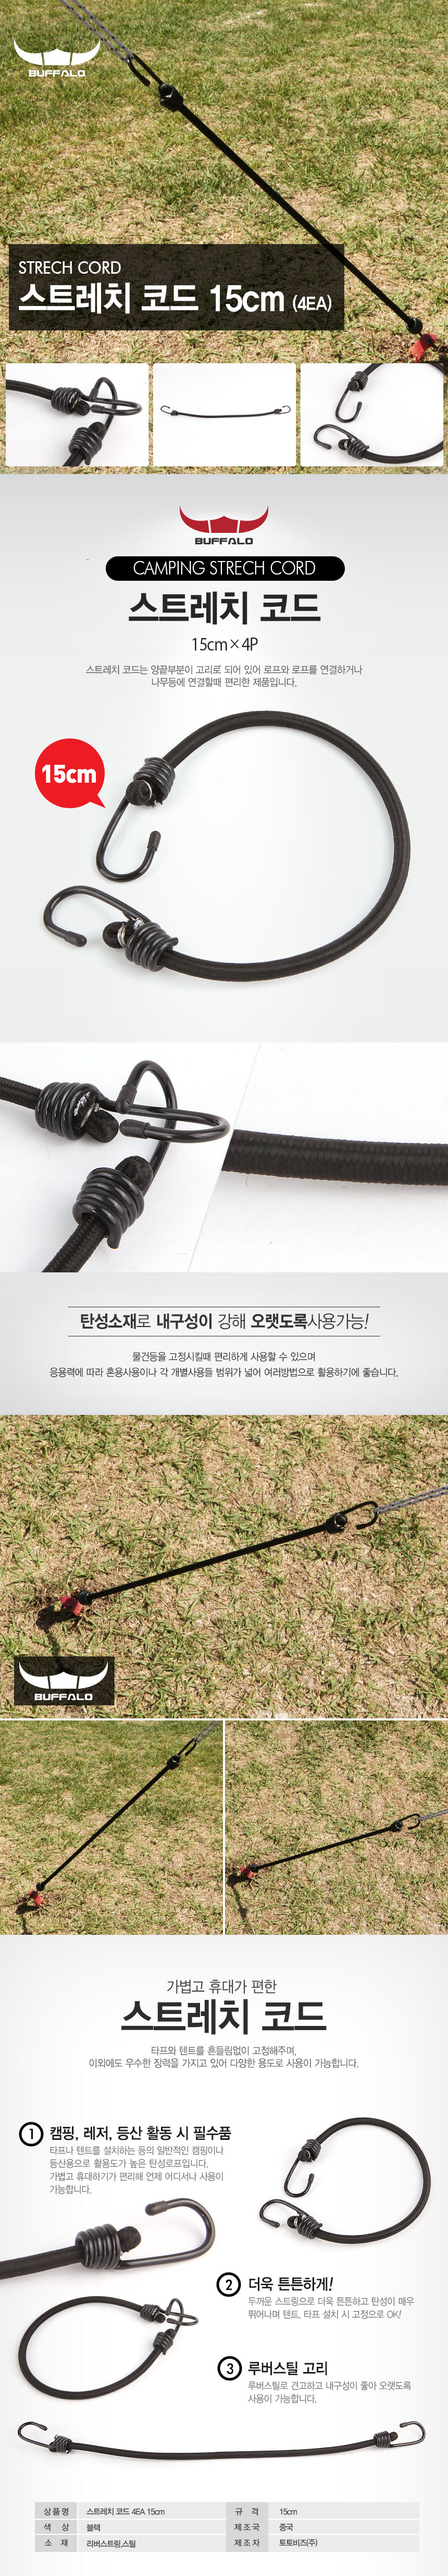 BUFFALO
STRECH CORD
스트레치 코드 15cm (4EA)
BUFFALO
CAMPING STRECH CORD
스트레치 코드
15cm×4P
스트레치 코드는 양끝부분이 고리로 되어 있어 로프와 로프를 연결하거나
나무등에 연결할때 편리한 제품입니다.
15cm
탄성소재로 내구성이 강해 오랫도록사용가능!
물건등을 고정시킬때 편리하게 사용할 수 있으며
응용력에 따라 혼용사용이나 각 개별사용들 범위가 넓어 여러방법으로 활용하기에 좋습니다.
BUFFALO
가볍고 휴대가 편한
스트레치 코드
타프와 텐트를 흔들림없이 고정해주며,
이외에도 우수한 장력을 가지고 있어 다양한 용도로 사용이 가능합니다.
1 캠핑, 레저, 등산 활동 시 필수품
타프나 텐트를 설치하는 등의 일반적인 캠핑이나
등산용으로 활용도가 높은 탄성로프입니다.
가볍고 휴대하기가 편리해 언제 어디서나 사용이
가능합니다.
2 더욱 튼튼하게!
두꺼운 스트링으로 더욱 튼튼하고 탄성이 매우
뛰어나며 텐트, 타프 설치 시 고정으로 OK!
3 루버스틸 고리
루버스틸로 견고하고 내구성이 좋아 오랫도록
사용이 가능합니다.
상품명 스트레치 코드 4EA 15cm 규격 15cm
색상 블랙 제조국 중국
소재 리버스트링,스틸 제조자 토토비즈(주)